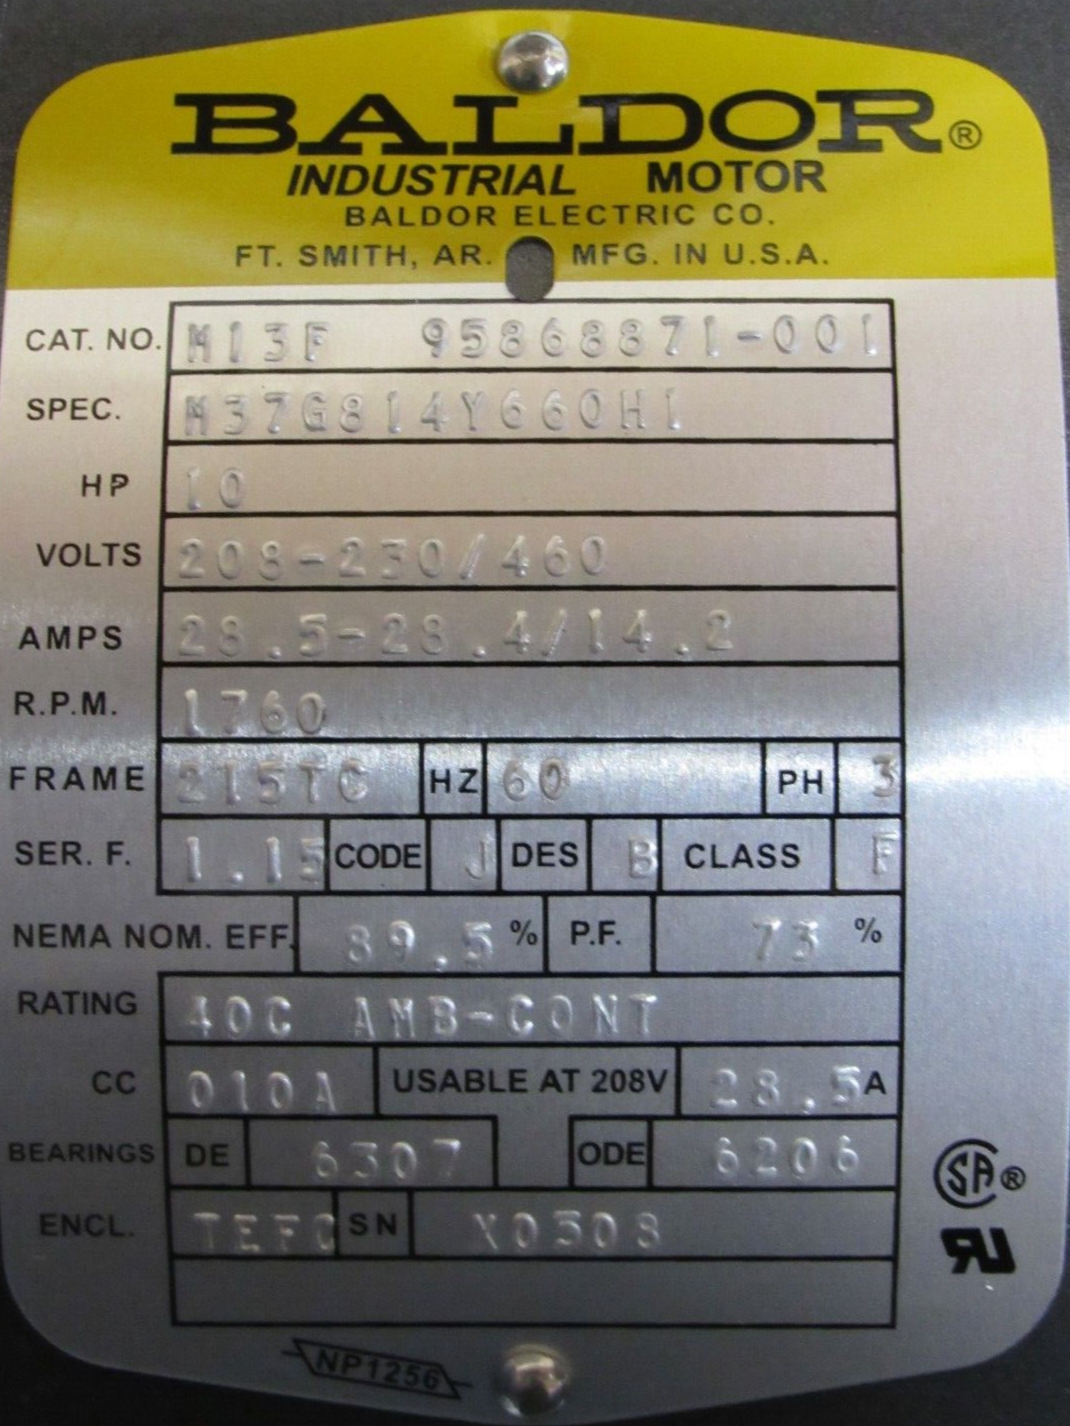 BALDOR®
INDUSTRIAL MOTOR
BALDOR ELECTRIC CO.
FT. SMITH, AR. MFG. IN U.S.A.
CAT. NO. M13F 95868871-001
SPEC. M37G814Y660H1
HP 10
VOLTS 208-230/460
AMPS 28.5-28.4/14.2
R.P.M. 1760
FRAME 215TC HZ 60 PH 3
SER. F. 1.15 CODE J DES B CLASS F
NEMA NOM. EFF. 89.5 % P.F. 73 %
RATING 40C AMB-CONT
CC 010A USABLE AT 208V 28.5 A
BEARINGS DE 6307 ODE 6206
ENCL. TEFC SN X0308
SA®
RU
NP1256